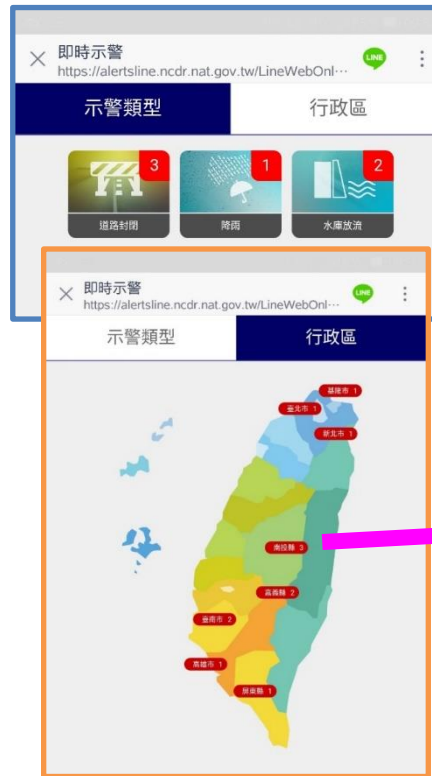 即時示警
https://alertsline.ncdr.nat.gov.tw/LineWebOnl…
LINE
示警類型
行政區
3
1
2
道路封閉
降雨
水庫放流
即時示警
https://alertsline.ncdr.nat.gov.tw/LineWebOnl…
LINE
示警類型
行政區
基隆市 1
臺北市 1
新北市 1
南投縣 3
嘉義縣 2
臺南市 2
高雄市 1
屏東縣 1